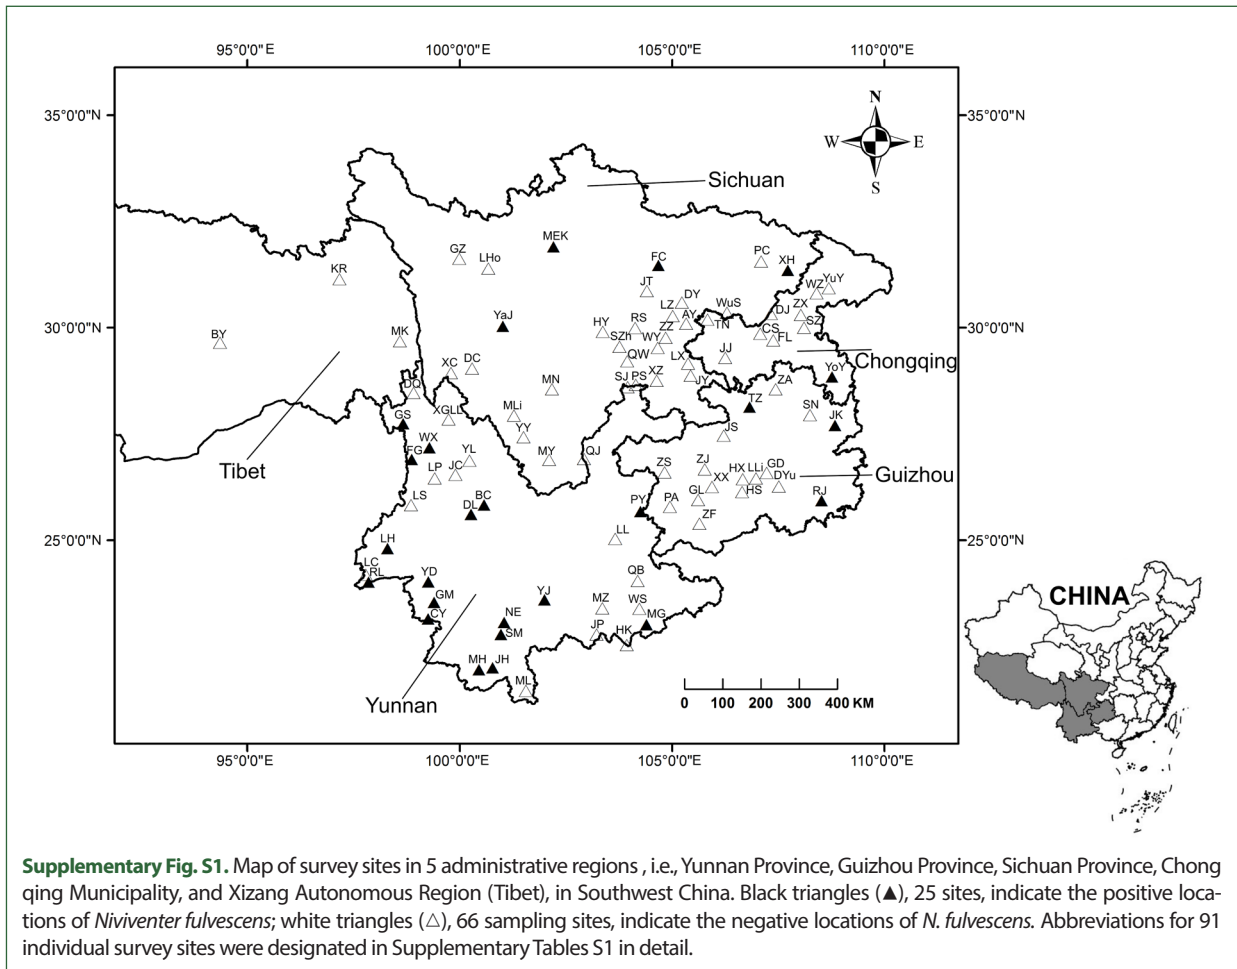 95°0'0"E 100°0'0"E 105°0'0"E 110°0'0"E
35°0'0"N 35°0'0"N
N
W E
S
Sichuan
MEK
GZ
LHo
FC
PC
XH
KR
JT
DY
WZ
YuY
LZ
AY
WuS
TN
DJ
ZX
SZ
30°0'0"N 30°0'0"N
BY
MK
YaJ
HY
RS
SZh
WY
ZZ
CS
FL
Chongqing
XC
DC
QW
LX
JJ
DQ
MN
SJ
PS
XZ
JY
ZA
YoY
XGLL
MLi
TZ
SN
JK
GS
YY
JS
Tibet
WX
FG
YL
MY
QJ
LP
JC
ZS
ZJ
HX
LLi
GD
DYu
Guizhou
XX
HS
LS
BC
DL
PY
PA
GL
RJ
ZF
25°0'0"N 25°0'0"N
LH
LL
LC
RL
YD
QB
CHINA
GM
CY
YJ
MZ
WS
NE
SM
JP
HK
MG
MH
JH
ML
Yunnan
0 100 200 300 400 KM
95°0'0"E 100°0'0"E 105°0'0"E 110°0'0"E
Supplementary Fig. S1. Map of survey sites in 5 administrative regions , i.e., Yunnan Province, Guizhou Province, Sichuan Province, Chong
qing Municipality, and Xizang Autonomous Region (Tibet), in Southwest China. Black triangles (▲), 25 sites, indicate the positive loca-
tions of Niviventer fulvescens; white triangles (△), 66 sampling sites, indicate the negative locations of N. fulvescens. Abbreviations for 91
individual survey sites were designated in Supplementary Tables S1 in detail.